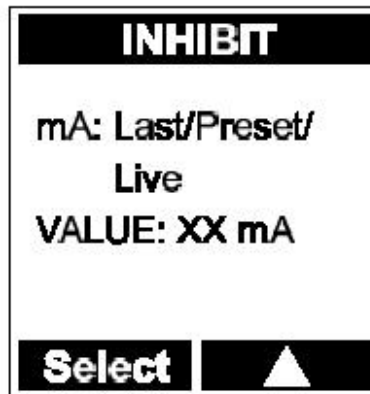 INHIBIT
mA: Last/Preset/
Live
VALUE: XX mA
Select